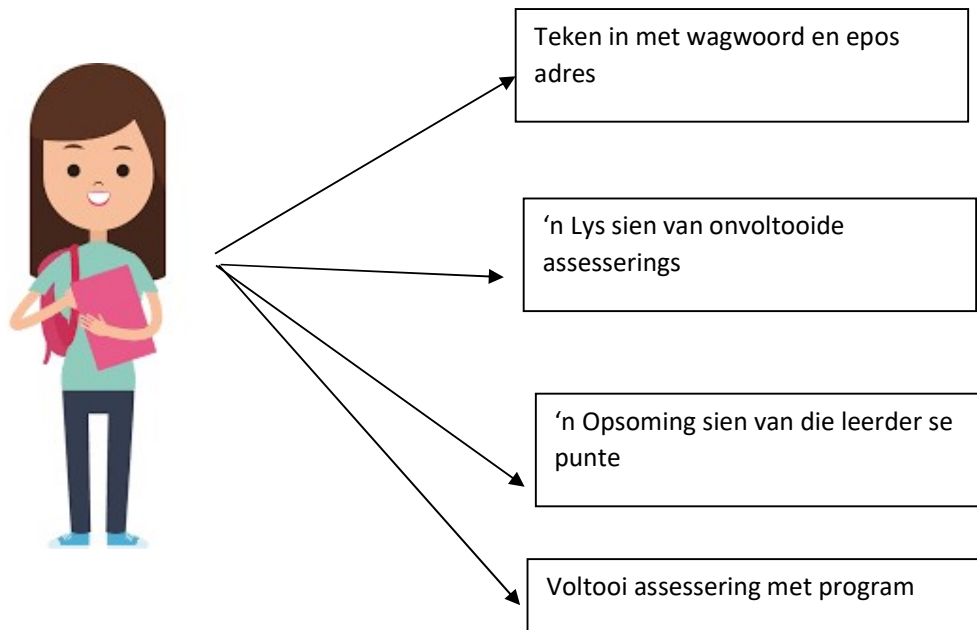 Teken in met wagwoord en epos
adres
‘n Lys sien van onvoltooide
assesserings
‘n Opsoming sien van die leerder se
punte
Voltooi assessering met program